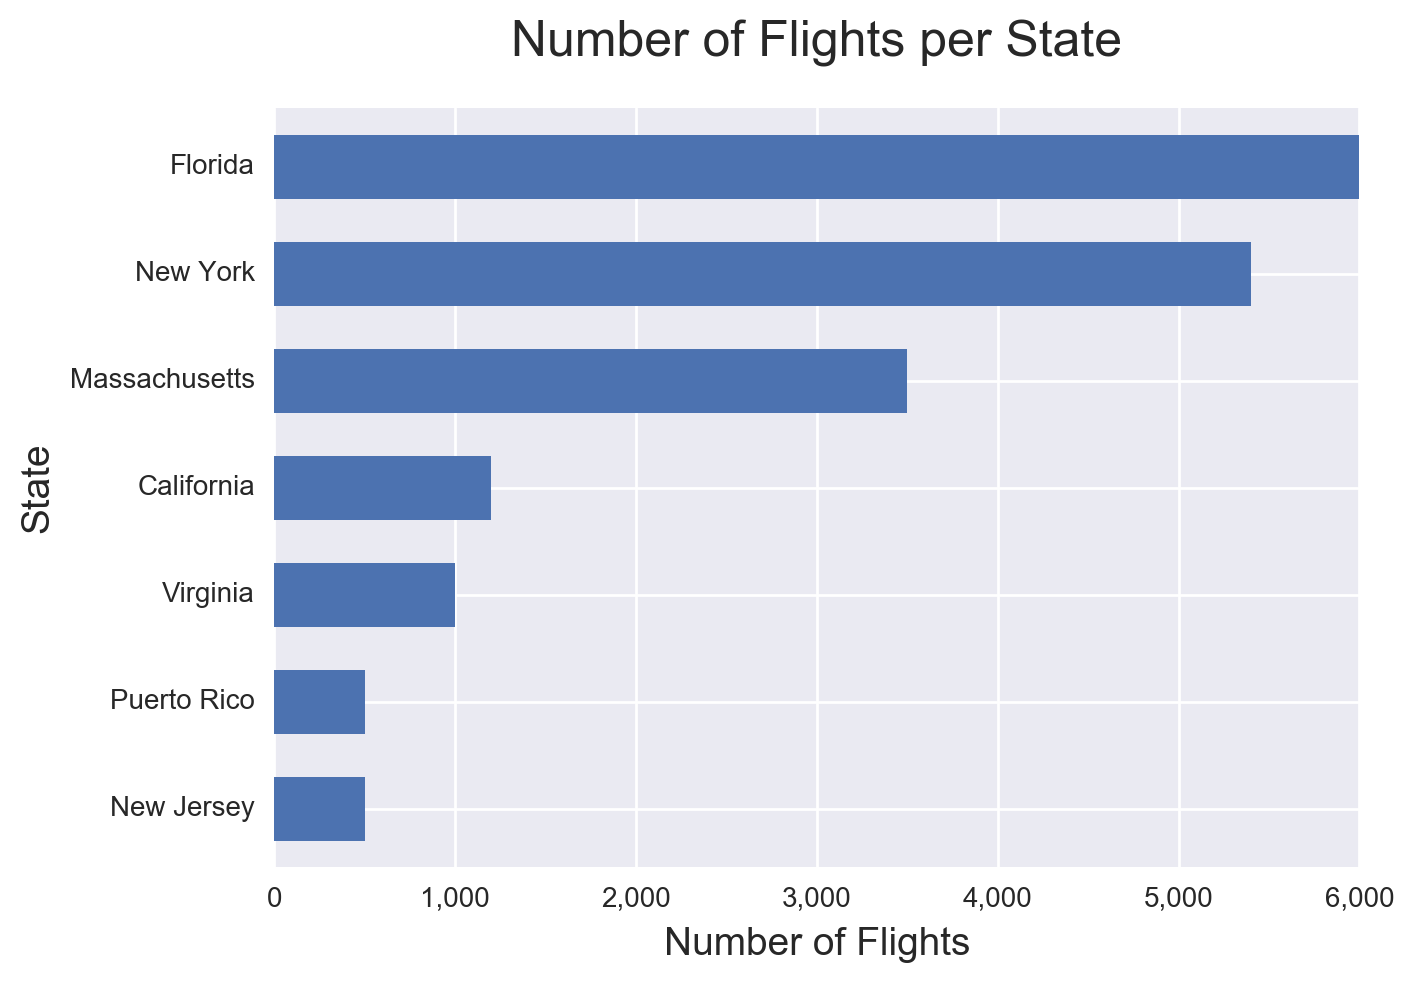 Number of Flights per State
Florida
New York
Massachusetts
California
Virginia
Puerto Rico
New Jersey
State
0 1,000 2,000 3,000 4,000 5,000 6,000
Number of Flights